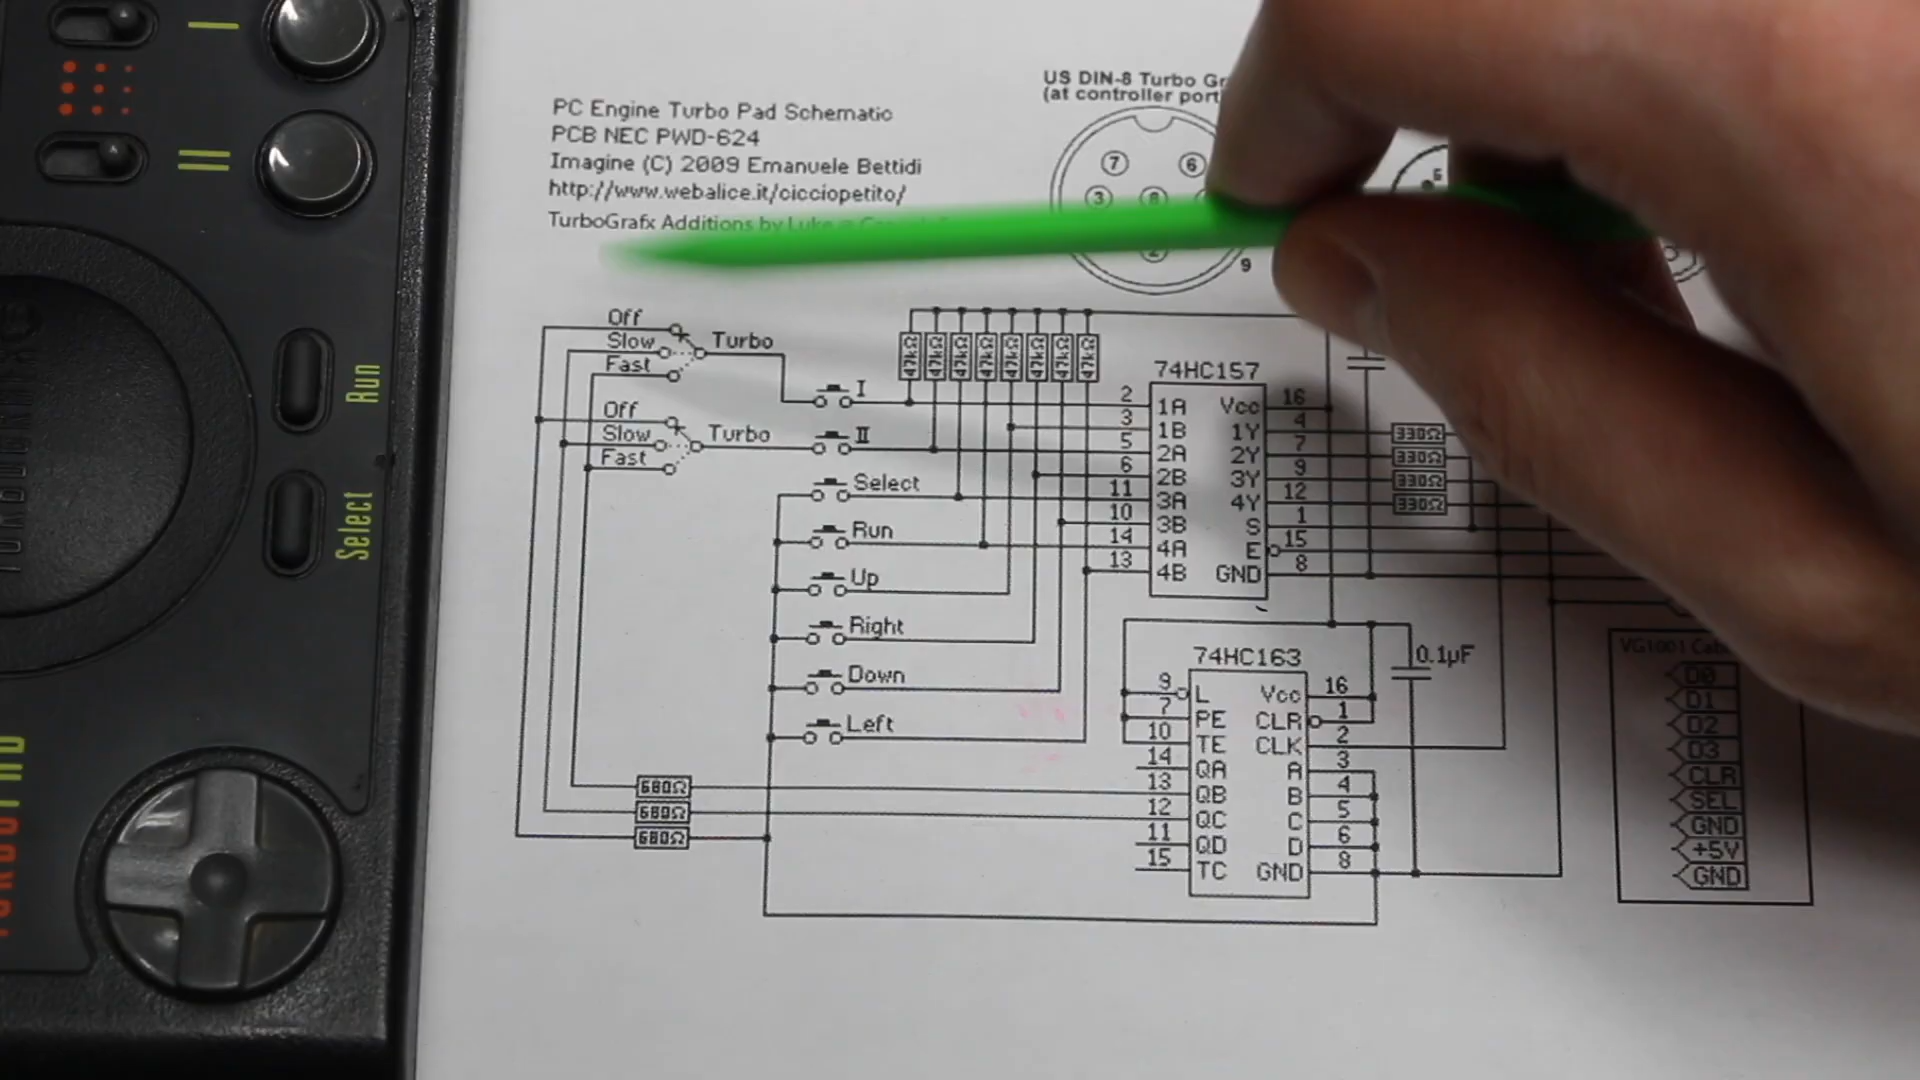 PC Engine Turbo Pad Schematic
PCB NEC PWD-624
Imagine (C) 2009 Emanuele Bettidi
http://www.webalice.it/cicciopetito/
TurboGrafx Additions by Luke
US DIN-8 Turbo
(at controller port
7
6
3
8
2
9
6
Off
Slow
Fast
Turbo
Off
Slow
Fast
Turbo
I
II
Select
Run
Up
Right
Down
Left
47kΩ 47kΩ 47kΩ 47kΩ 47kΩ 47kΩ 47kΩ 47kΩ
74HC157
2 1A Vcc 16
3 1B 1Y 4
5 2A 2Y 7
6 2B 3Y 9
11 3A 4Y 12
10 3B S 1
14 4A E 15
13 4B GND 8
330Ω
330Ω
330Ω
330Ω
74HC163
0.1µF
9 L Vcc 16
7 PE CLR 1
10 TE CLK 2
14 QA A 3
13 QB B 4
12 QC C 5
11 QD D 6
15 TC GND 8
680Ω
680Ω
680Ω
VG1001
D0
D1
D2
D3
CLR
SEL
GND
+5V
GND
I
II
Run
Select